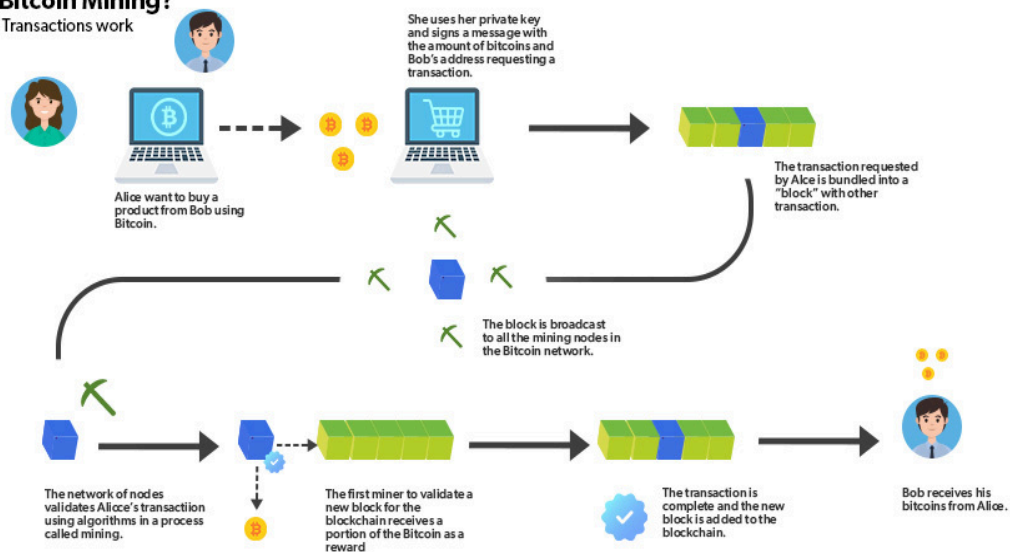 Bitcoin Mining?
Transactions work
She uses her private key
and signs a message with
the amount of bitcoins and
Bob's address requesting a
transaction.
Alice want to buy a
product from Bob using
Bitcoin.
The transaction requested
by Alce is bundled into a
"block" with other
transaction.
The block is broadcast
to all the mining nodes in
the Bitcoin network.
The network of nodes
validates Alicce's transactiion
using algorithms in a process
called mining.
The first miner to validate a
new block for the
blockchain receives a
portion of the Bitcoin as a
reward
The transaction is
complete and the new
block is added to the
blockchain.
Bob receives his
bitcoins from Alice.